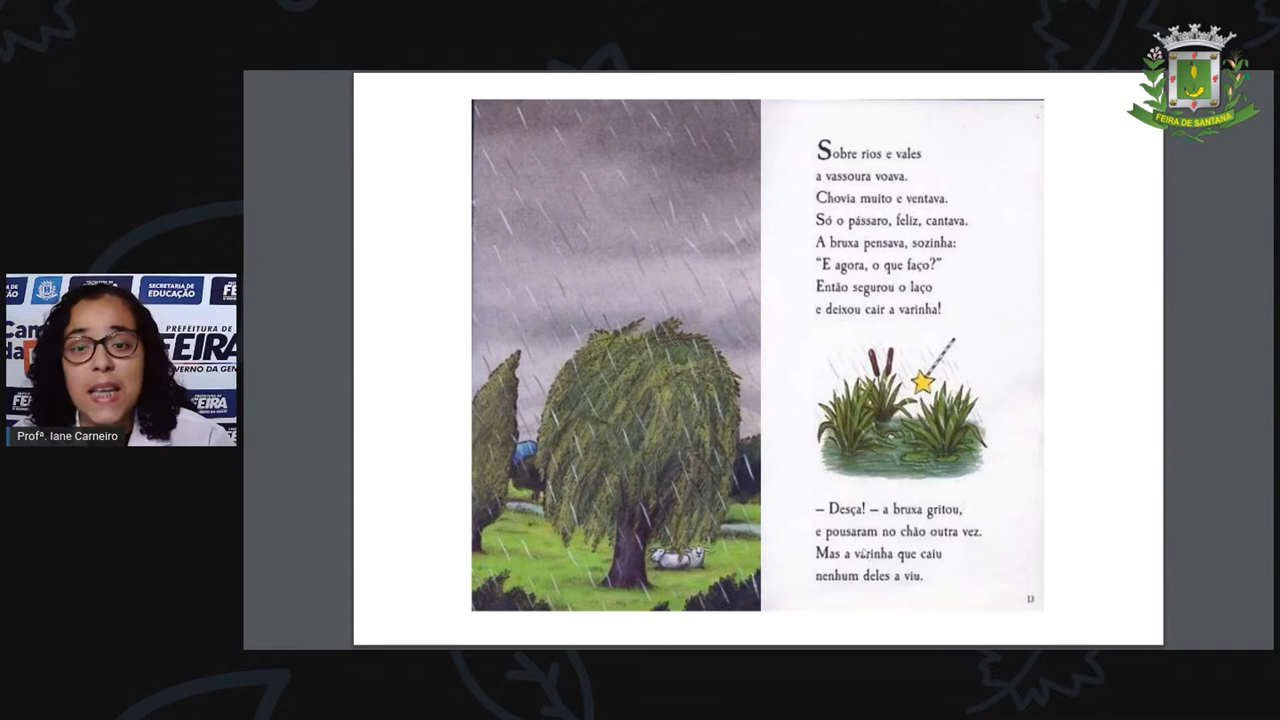 FEIRA DE SANTANA
Sobre rios e vales
a vassoura voava.
Chovia muito e ventava.
Só o pássaro, feliz, cantava.
A bruxa pensava, sozinha:
“E agora, o que faço?”
Então segurou o laço
e deixou cair a varinha!
– Desça! – a bruxa gritou,
e pousaram no chão outra vez.
Mas a varinha que caiu
nenhum deles a viu.
13
SECRETARIA DE
EDUCAÇÃO
PREFEITURA DE
FEIRA
Profª. Iane Carneiro